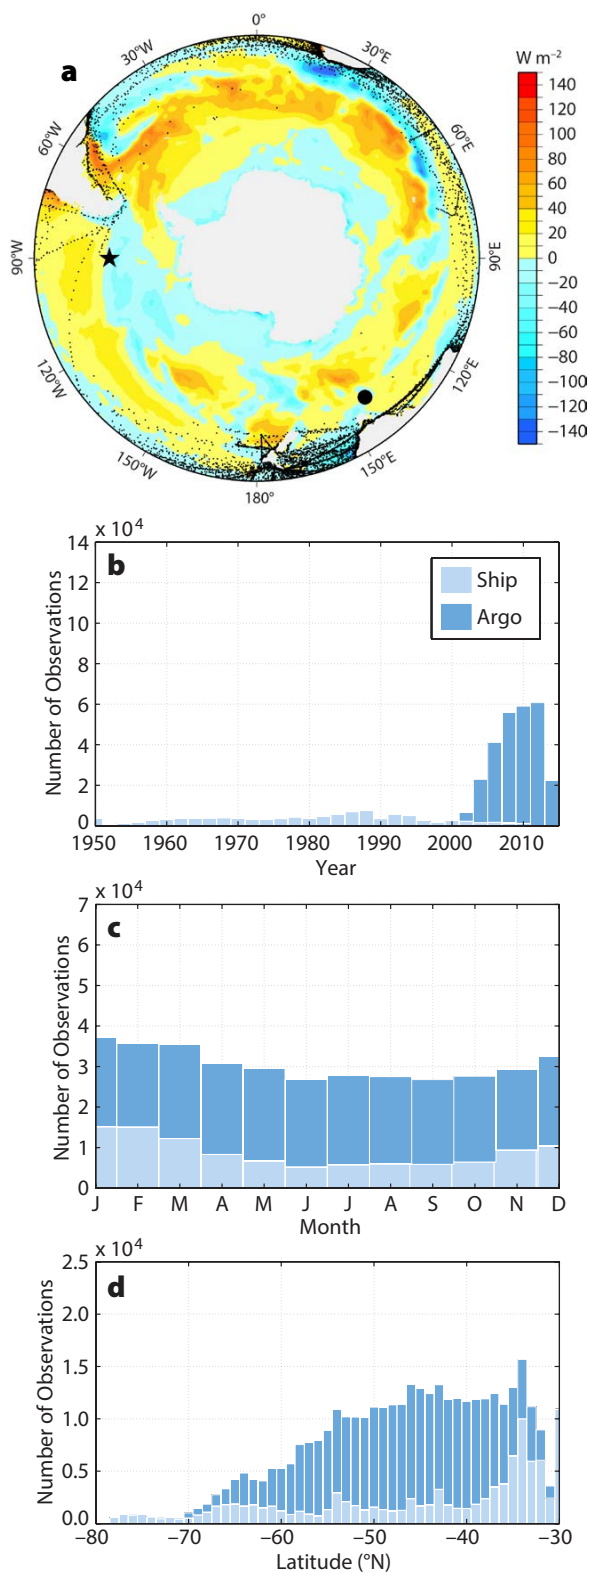 0°
30°W
30°E
a
W m⁻²
140
120
100
80
60
40
20
0
−20
−40
−60
−80
−100
−120
−140
60°W
60°E
90°W
90°E
120°W
120°E
150°W
150°E
180°
x 10⁴
14
12
10
8
6
4
2
0
b
Ship
Argo
Number of Observations
1950 1960 1970 1980 1990 2000 2010
Year
x 10⁴
7
6
5
4
3
2
1
0
c
Number of Observations
J F M A M J J A S O N D
Month
x 10⁴
2.5
2.0
1.5
1.0
0.5
0.0
d
Number of Observations
−80 −70 −60 −50 −40 −30
Latitude (°N)